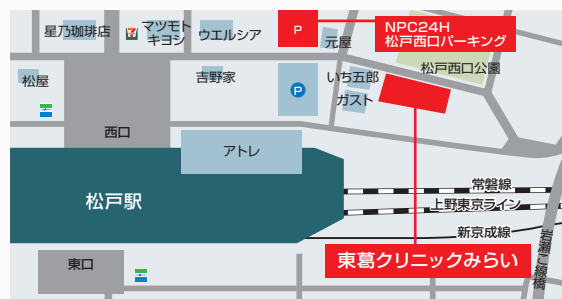 星乃珈琲店
マツモト
キヨシ
ウエルシア
P
元屋
NPC24H
松戸西口パーキング
松戸西口公園
松屋
吉野家
P
いち五郎
ガスト
西口
アトレ
松戸駅
常磐線
上野東京ライン
新京成線
岩瀬こ線橋
東葛クリニックみらい
東口